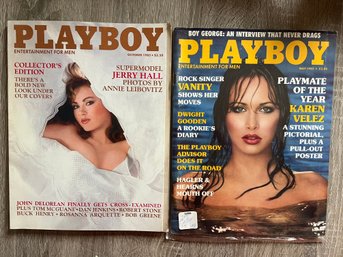 PLAYBOY
ENTERTAINMENT FOR MEN
OCTOBER 1985 • $3.50
COLLECTOR'S
EDITION
THERE'S A
BOLD NEW
LOOK UNDER
OUR COVERS
SUPERMODEL
JERRY HALL
PHOTOS BY
ANNIE LEIBOVITZ
JOHN DELOREAN FINALLY GETS CROSS-EXAMINED
PLUS TOM MCGUANE • DAN JENKINS • ROBERT STONE
BUCK HENRY • ROSANNA ARQUETTE • BOB GREENE
BOY GEORGE: AN INTERVIEW THAT NEVER DRAGS
PLAYBOY
ENTERTAINMENT FOR MEN
ROCK SINGER
VANITY
SHOWS HER
MOVES
DWIGHT
GOODEN
A ROOKIE'S
DIARY
THE PLAYBOY
ADVISOR
DOES IT
ON THE ROAD
HAGLER &
HEARNS
MOUTH OFF
PLAYMATE OF
THE YEAR
KAREN
VELEZ
A STUNNING
PICTORIAL,
PLUS A
PULL-OUT
POSTER